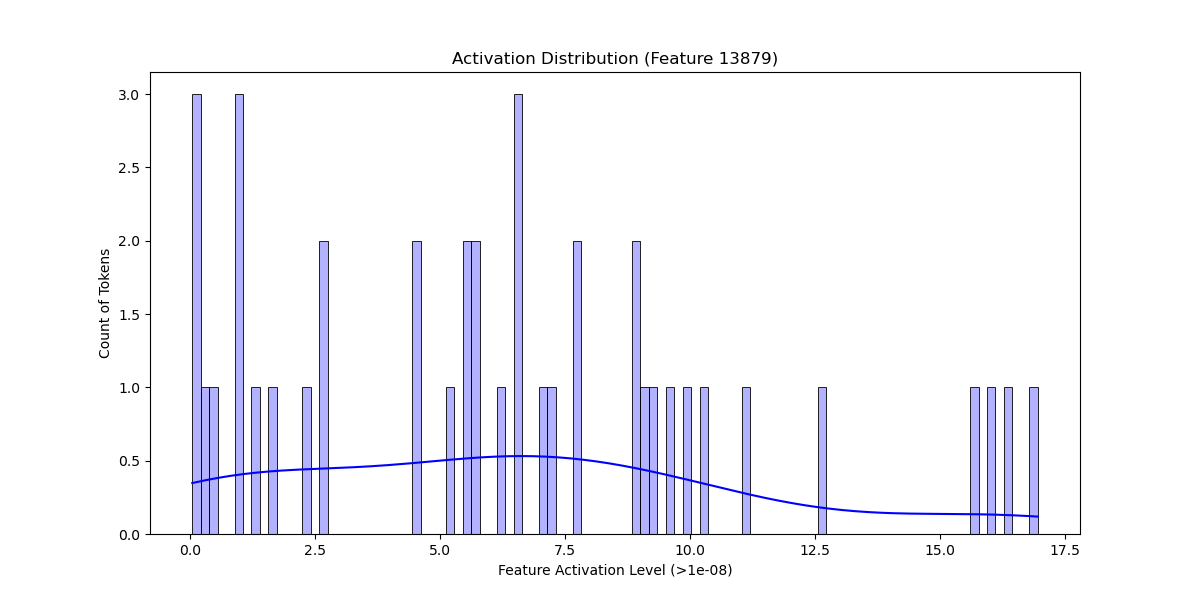 Activation Distribution (Feature 13879)
3.0
2.5
2.0
1.5
1.0
0.5
0.0
Count of Tokens
0.0 2.5 5.0 7.5 10.0 12.5 15.0 17.5
Feature Activation Level (>1e-08)